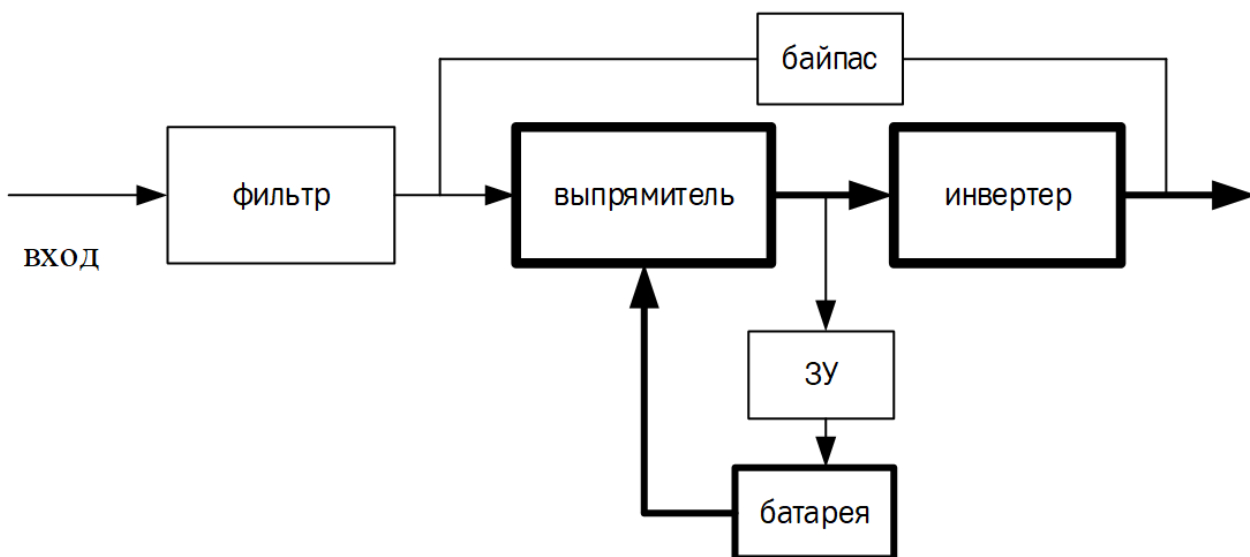 байпас
фильтр
выпрямитель
инвертер
вход
ЗУ
батарея